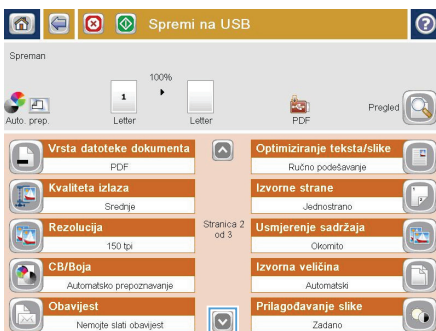 Spremi na USB
?
Spreman
100%
1
Auto. prep.
Letter
Letter
PDF
Pregled
Vrsta datoteke dokumenta
PDF
Optimiziranje teksta/slike
Ručno podešavanje
Kvaliteta izlaza
Srednje
Izvorne strane
Jednostrano
Rezolucija
150 tpi
Stranica 2
od 3
Usmjerenje sadržaja
Okomito
CB/Boja
Automatsko prepoznavanje
Izvorna veličina
Automatski
Obavijest
Nemojte slati obavijest
Prilagođavanje slike
Zadano